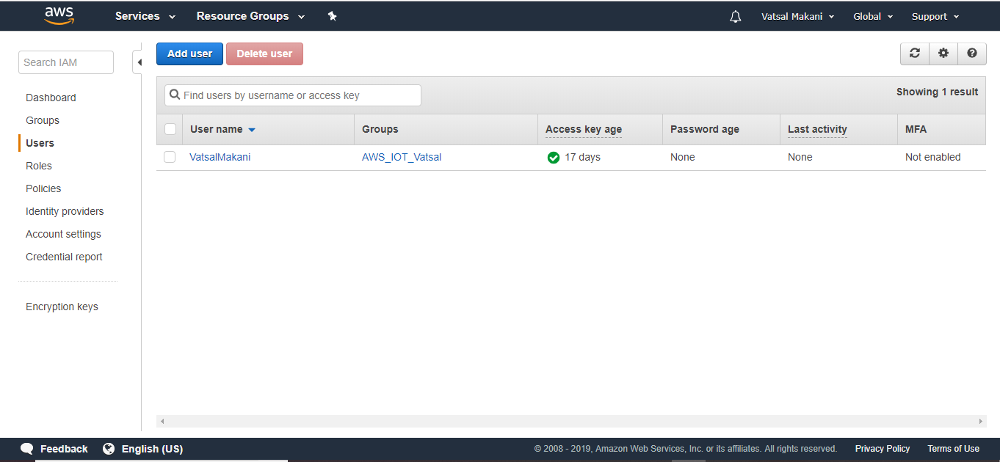 aws Services Resource Groups Vatsal Makani Global Support
Search IAM
Dashboard
Groups
Users
Roles
Policies
Identity providers
Account settings
Credential report
Encryption keys
Add user Delete user
Find users by username or access key Showing 1 result
User name Groups Access key age Password age Last activity MFA
VatsalMakani AWS_IOT_Vatsal 17 days None None Not enabled
Feedback English (US) © 2008 - 2019, Amazon Web Services, Inc. or its affiliates. All rights reserved. Privacy Policy Terms of Use